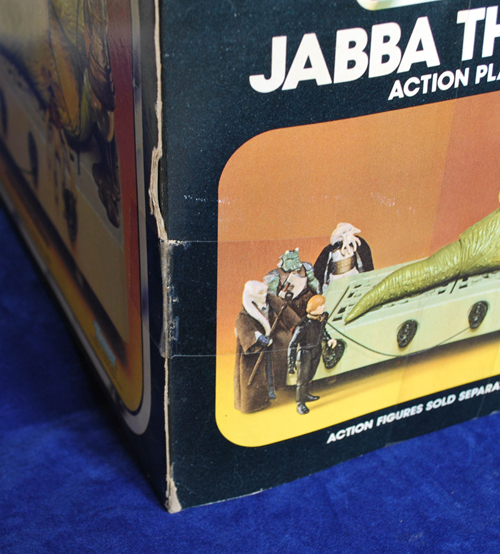 JABBA TH
ACTION PLA
ACTION FIGURES SOLD SEPARA